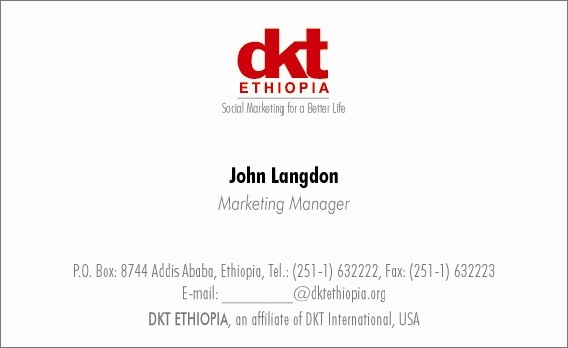 dkt
ETHIOPIA
Social Marketing for a Better Life
John Langdon
Marketing Manager
P.O. Box: 8744 Addis Ababa, Ethiopia, Tel.: (251-1) 632222, Fax: (251-1) 632223
E-mail: _________@dktethiopia.org
DKT ETHIOPIA, an affiliate of DKT International, USA